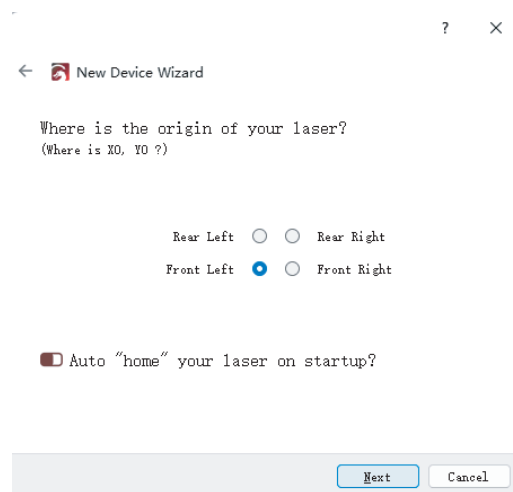 ?
New Device Wizard
Where is the origin of your laser?
(Where is X0, Y0 ?)
Rear Left Rear Right
Front Left Front Right
Auto "home" your laser on startup?
Next Cancel